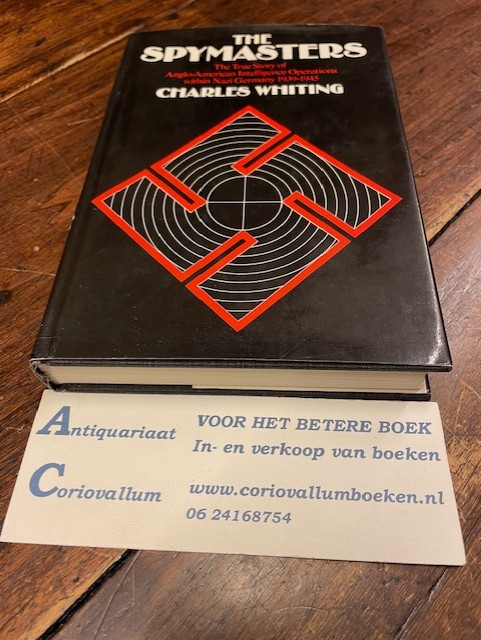 THE
SPYMASTERS
The True Story of
Anglo-American Intelligence Operations
within Nazi Germany 1939-1945
CHARLES WHITING
Antiquariaat
Coriovallum
VOOR HET BETERE BOEK
In- en verkoop van boeken
www.coriovallumboeken.nl
06 24168754